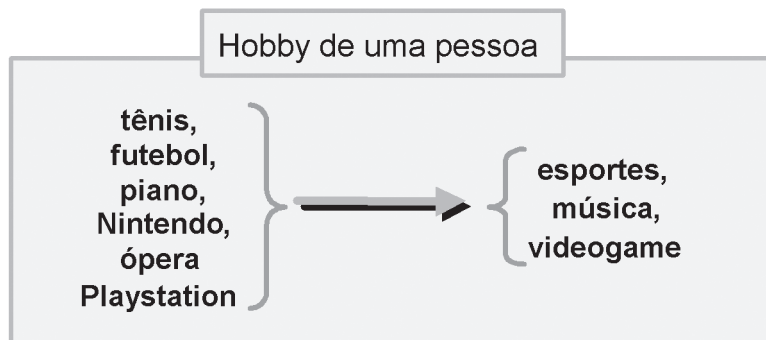 Hobby de uma pessoa
tênis,
futebol,
piano,
Nintendo,
ópera
Playstation
esportes,
música,
videogame